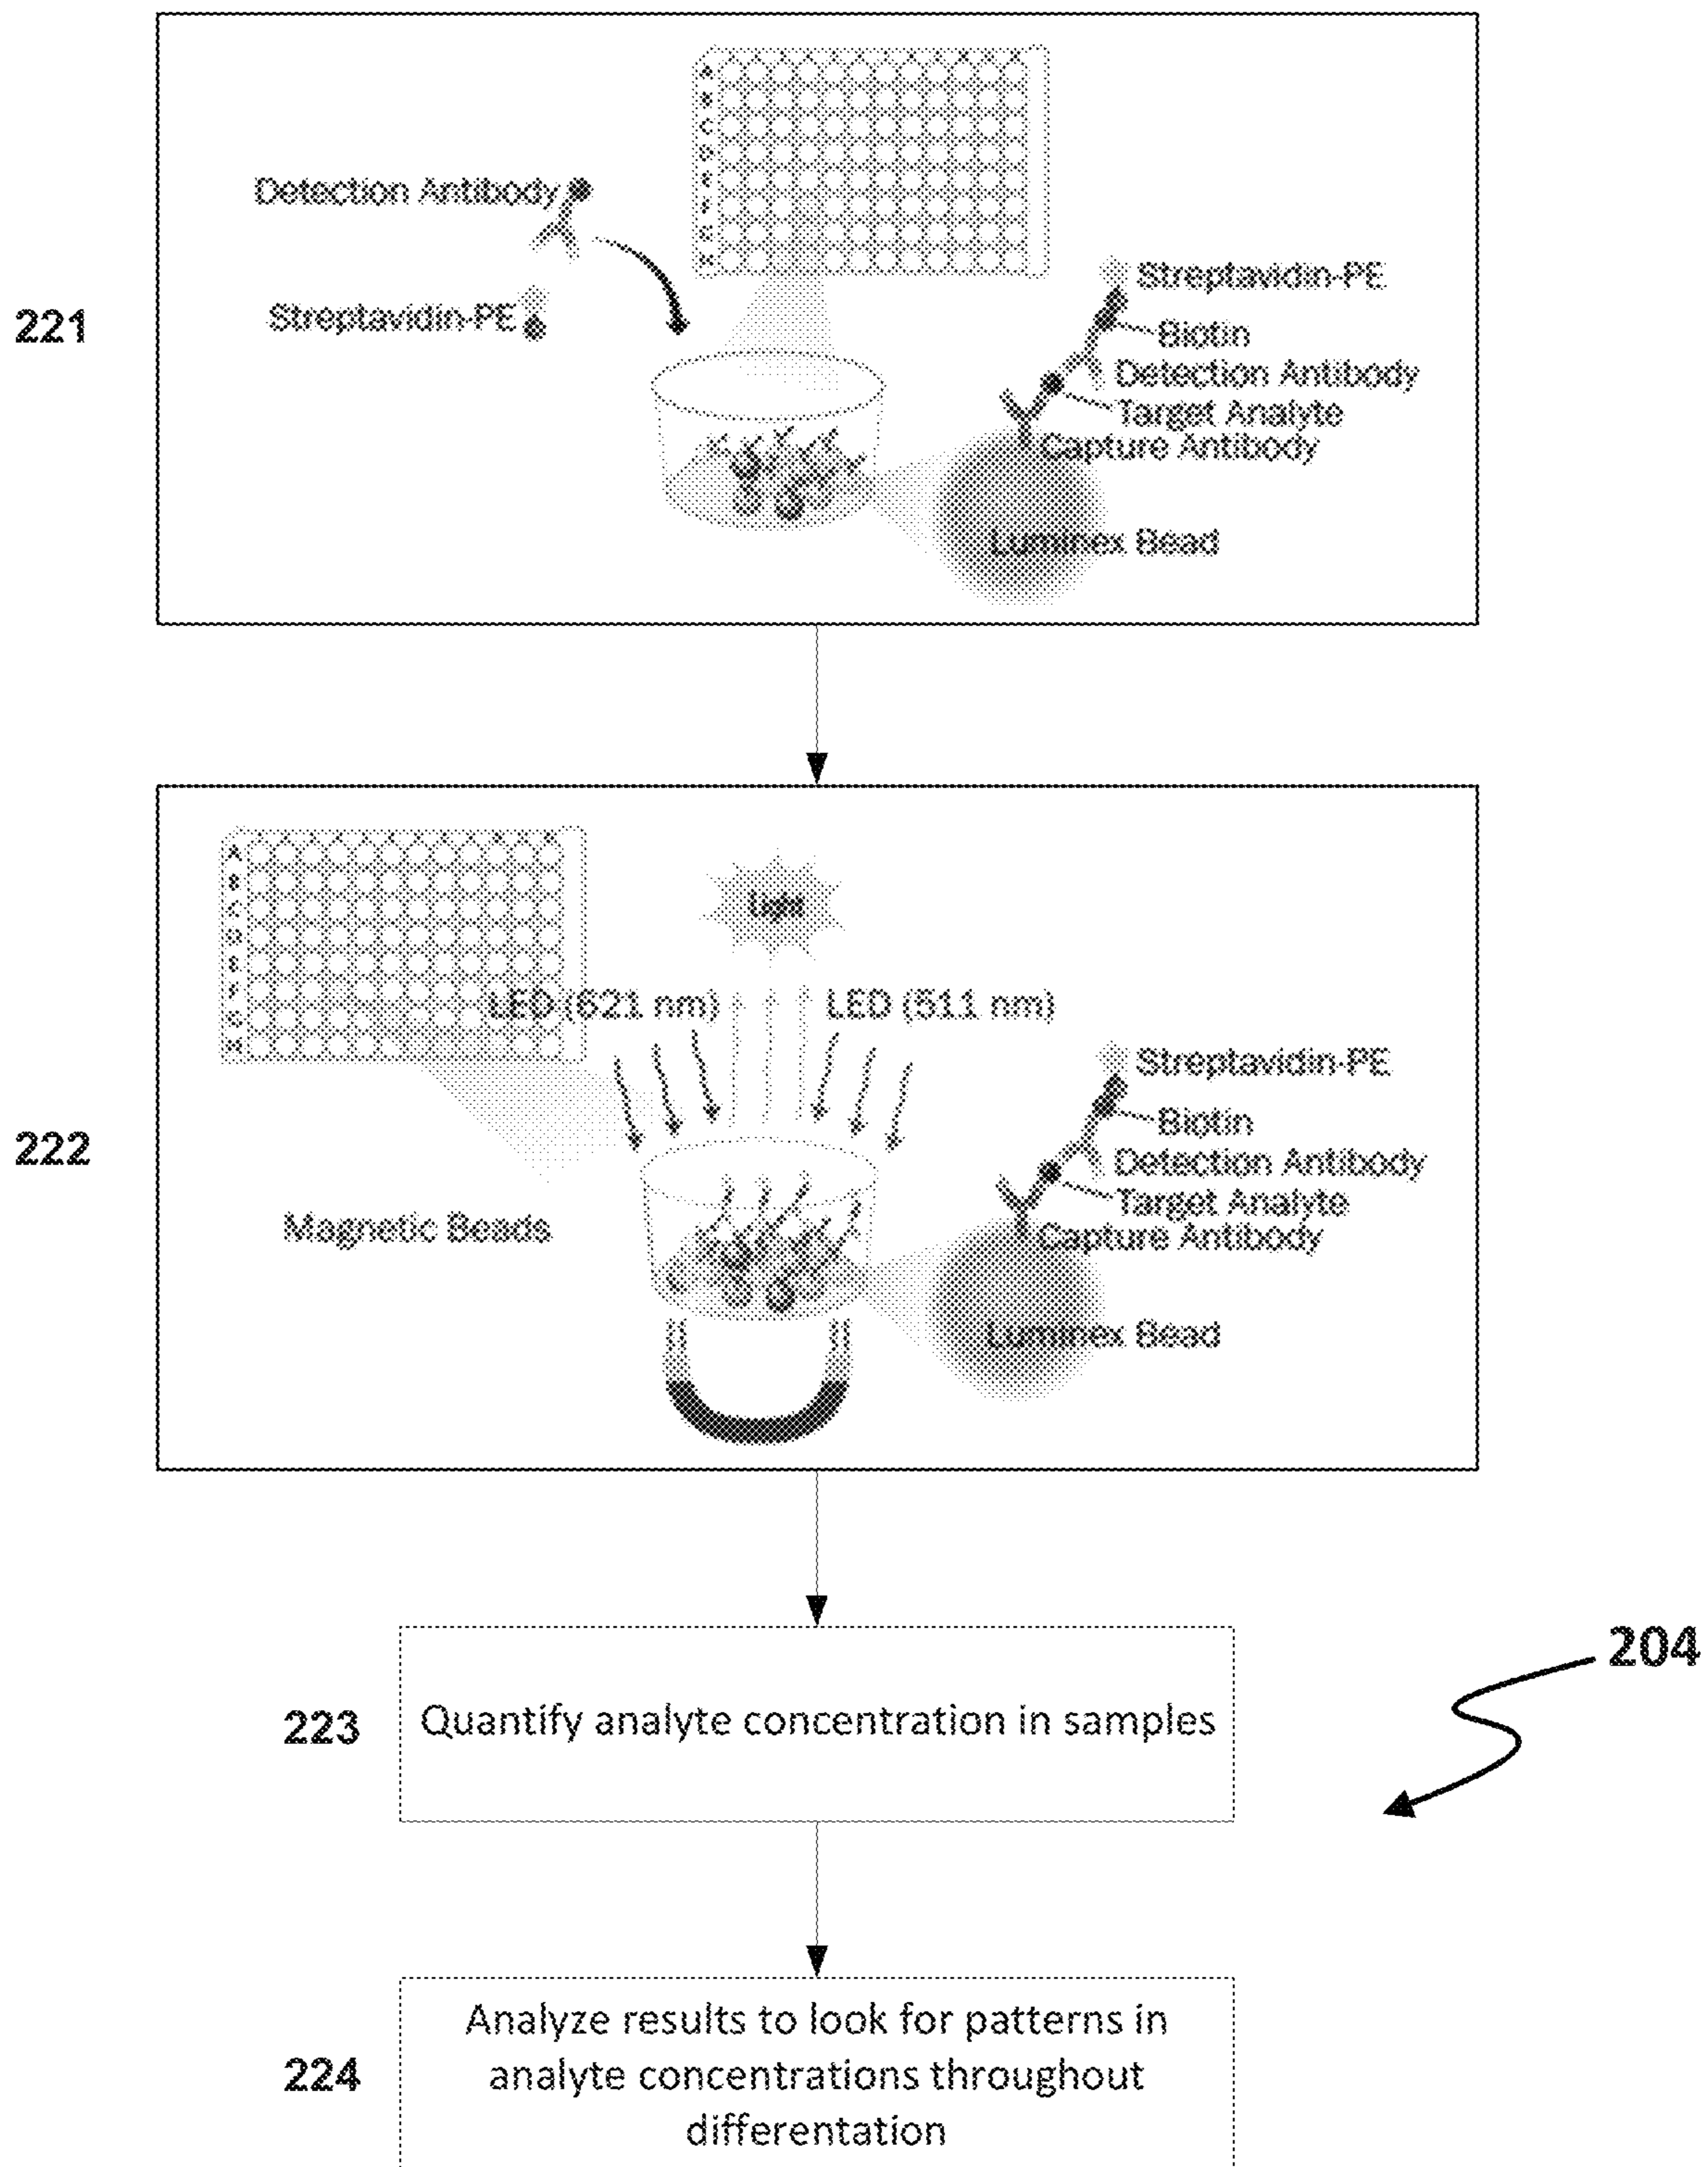 A
B
C
D
E
F
G
H
Detection Antibody
Streptavidin-PE
221
Streptavidin-PE
Biotin
Detection Antibody
Target Analyte
Capture Antibody
Luminex Bead
A
B
C
D
E
F
G
H
Light
LED (621 nm)
LED (511 nm)
222
Streptavidin-PE
Biotin
Detection Antibody
Target Analyte
Capture Antibody
Magnetic Beads
Luminex Bead
204
223
Quantify analyte concentration in samples
224
Analyze results to look for patterns in
analyte concentrations throughout
differentation